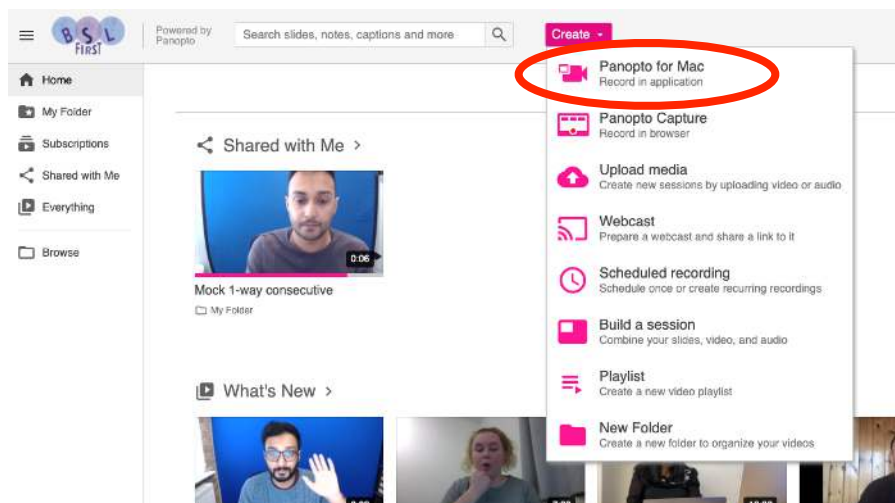 BSL
FIRST
Powered by
Panopto
Search slides, notes, captions and more
Create
Home
My Folder
Subscriptions
Shared with Me
Everything
Browse
Shared with Me >
0:06
Mock 1-way consecutive
My Folder
What's New >
Panopto for Mac
Record in application
Panopto Capture
Record in browser
Upload media
Create new sessions by uploading video or audio
Webcast
Prepare a webcast and share a link to it
Scheduled recording
Schedule once or create recurring recordings
Build a session
Combine your slides, video, and audio
Playlist
Create a new video playlist
New Folder
Create a new folder to organize your videos